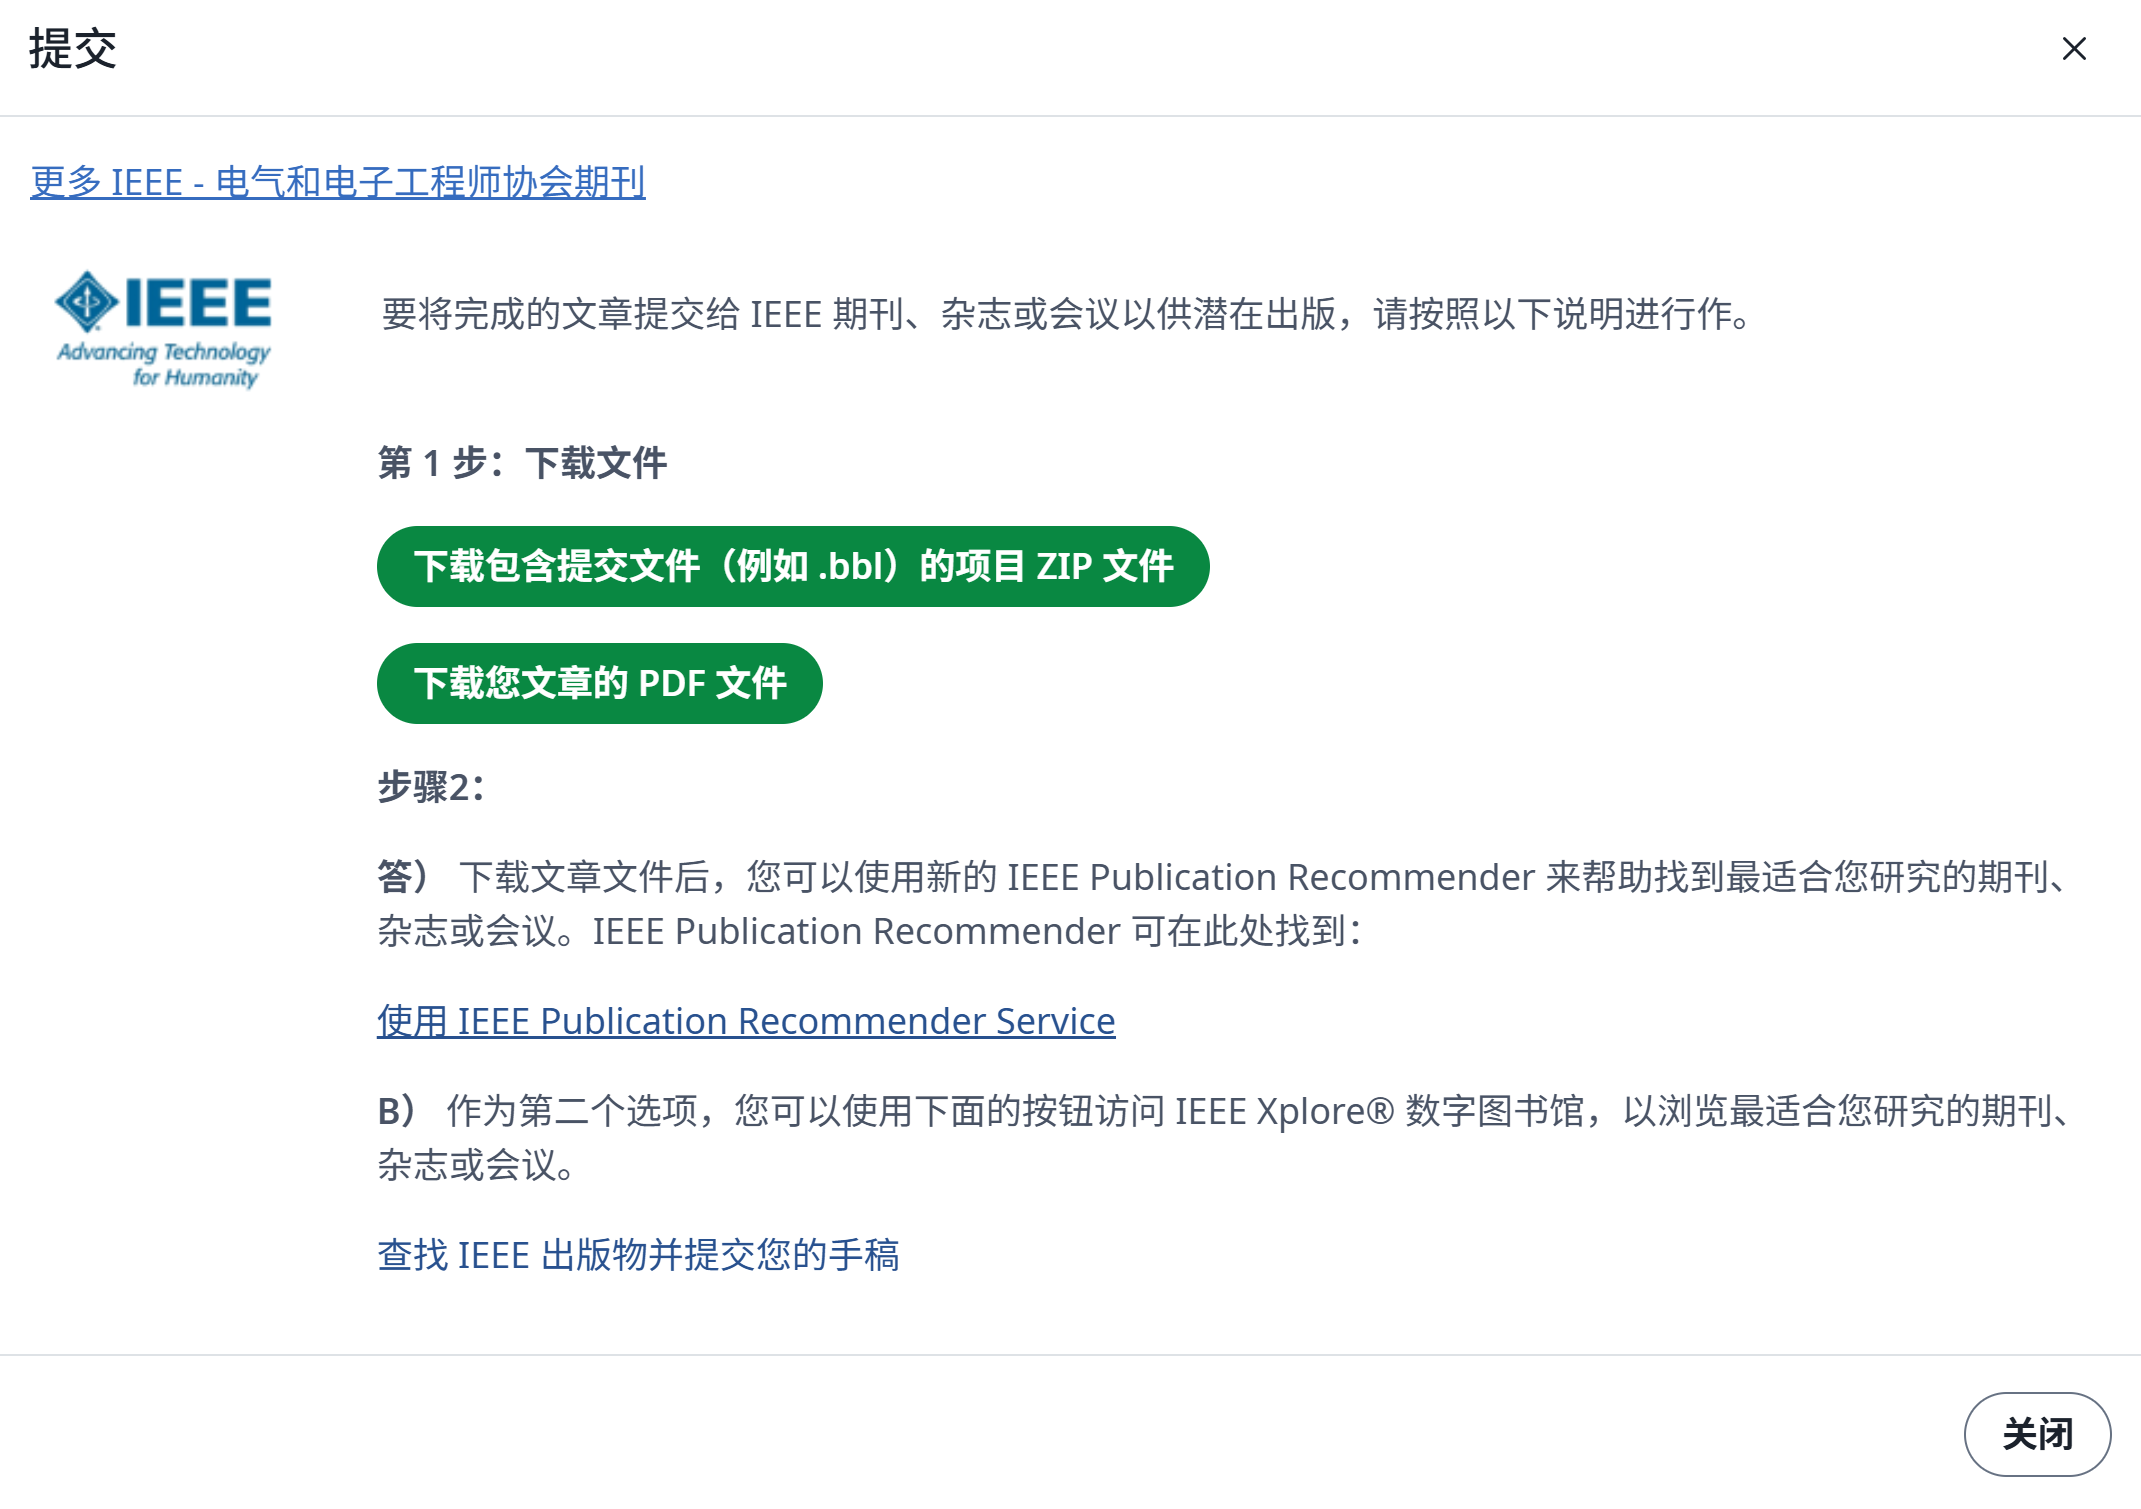 提交
更多 IEEE - 电气和电子工程师协会期刊
IEEE
Advancing Technology
for Humanity
要将完成的文章提交给 IEEE 期刊、杂志或会议以供潜在出版，请按照以下说明进行作。
第 1 步：下载文件
下载包含提交文件（例如 .bbl）的项目 ZIP 文件
下载您文章的 PDF 文件
步骤2：
答） 下载文章文件后，您可以使用新的 IEEE Publication Recommender 来帮助找到最适合您研究的期刊、
杂志或会议。IEEE Publication Recommender 可在此处找到：
使用 IEEE Publication Recommender Service
B） 作为第二个选项，您可以使用下面的按钮访问 IEEE Xplore® 数字图书馆，以浏览最适合您研究的期刊、
杂志或会议。
查找 IEEE 出版物并提交您的手稿
关闭